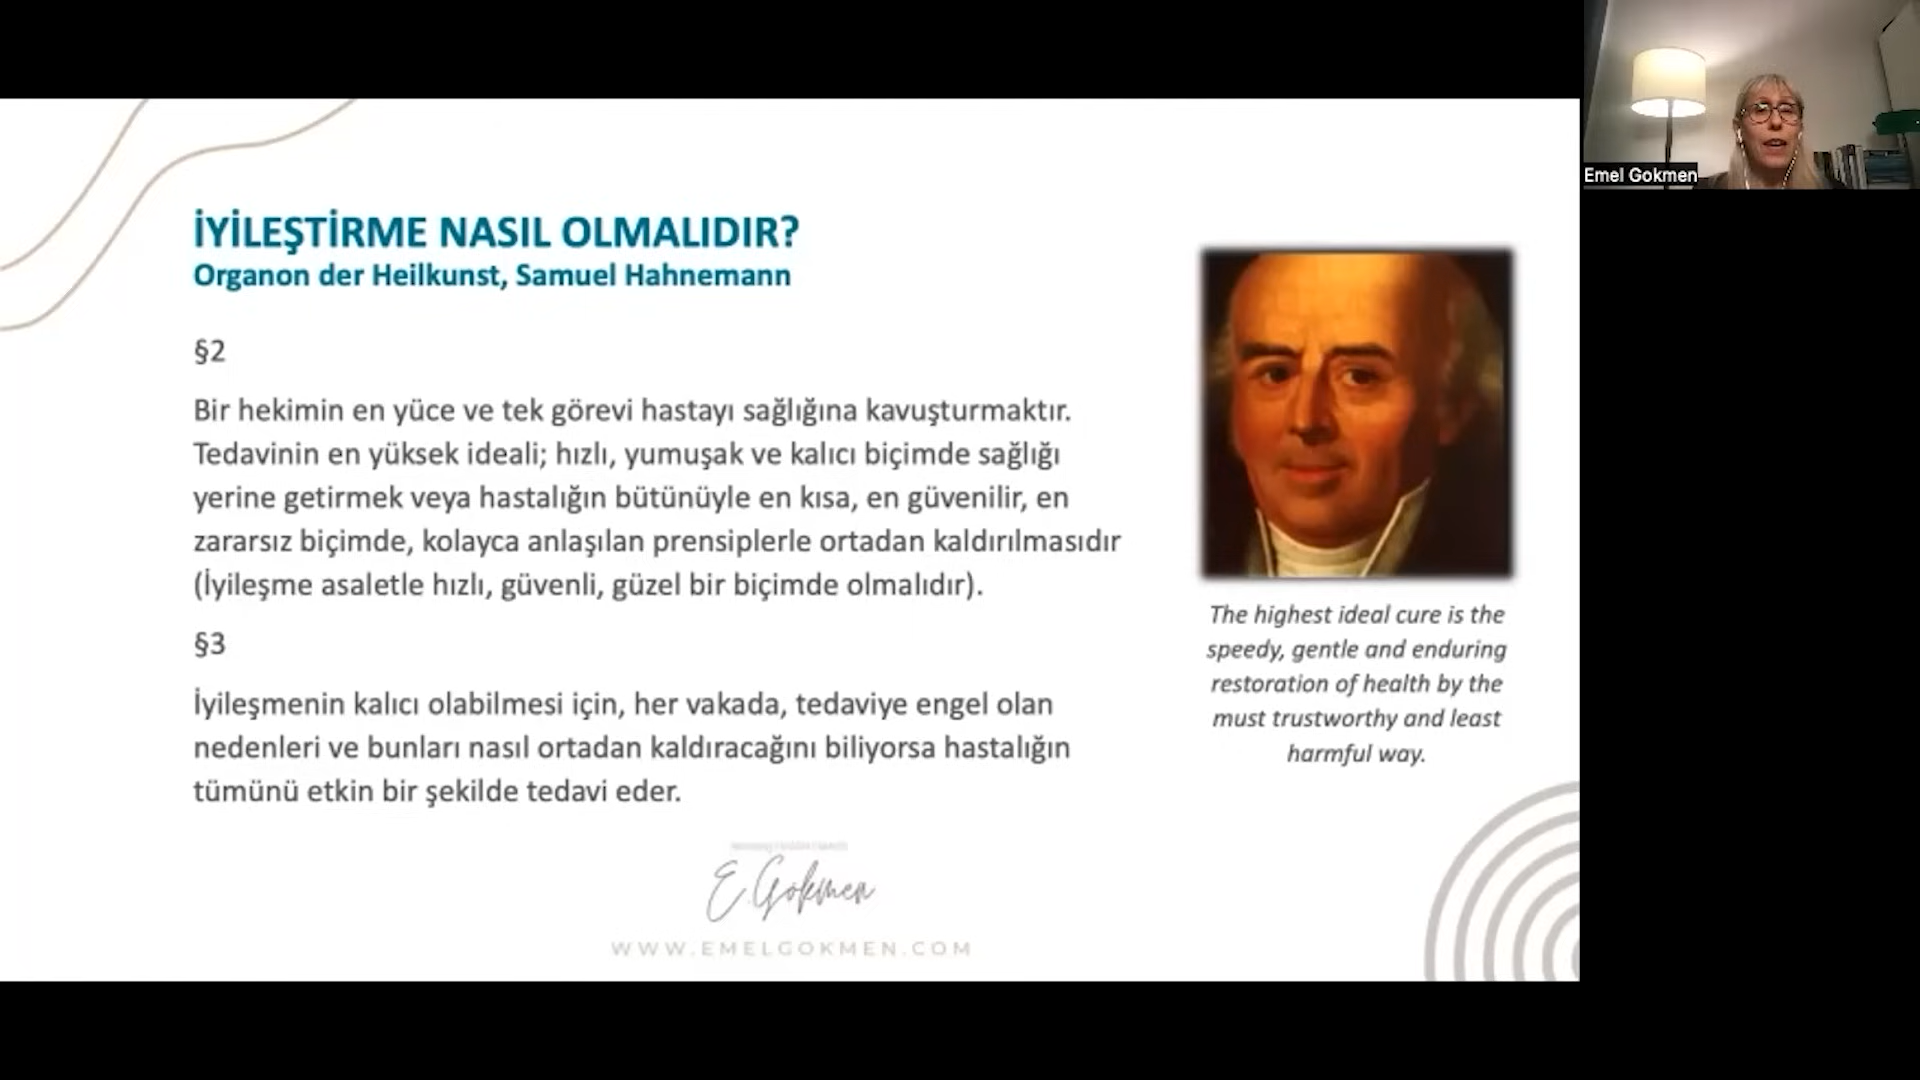 Emel Gokmen
İYİLEŞTİRME NASIL OLMALIDIR?
Organon der Heilkunst, Samuel Hahnemann
§2
Bir hekimin en yüce ve tek görevi hastayı sağlığına kavuşturmaktır.
Tedavinin en yüksek ideali; hızlı, yumuşak ve kalıcı biçimde sağlığı
yerine getirmek veya hastalığın bütünüyle en kısa, en güvenilir, en
zararsız biçimde, kolayca anlaşılan prensiplerle ortadan kaldırılmasıdır
(İyileşme asaletle hızlı, güvenli, güzel bir biçimde olmalıdır).
§3
İyileşmenin kalıcı olabilmesi için, her vakada, tedaviye engel olan
nedenleri ve bunları nasıl ortadan kaldıracağını biliyorsa hastalığın
tümünü etkin bir şekilde tedavi eder.
The highest ideal cure is the
speedy, gentle and enduring
restoration of health by the
must trustworthy and least
harmful way.
E.Gökmen
WWW.EMELGOKMEN.COM